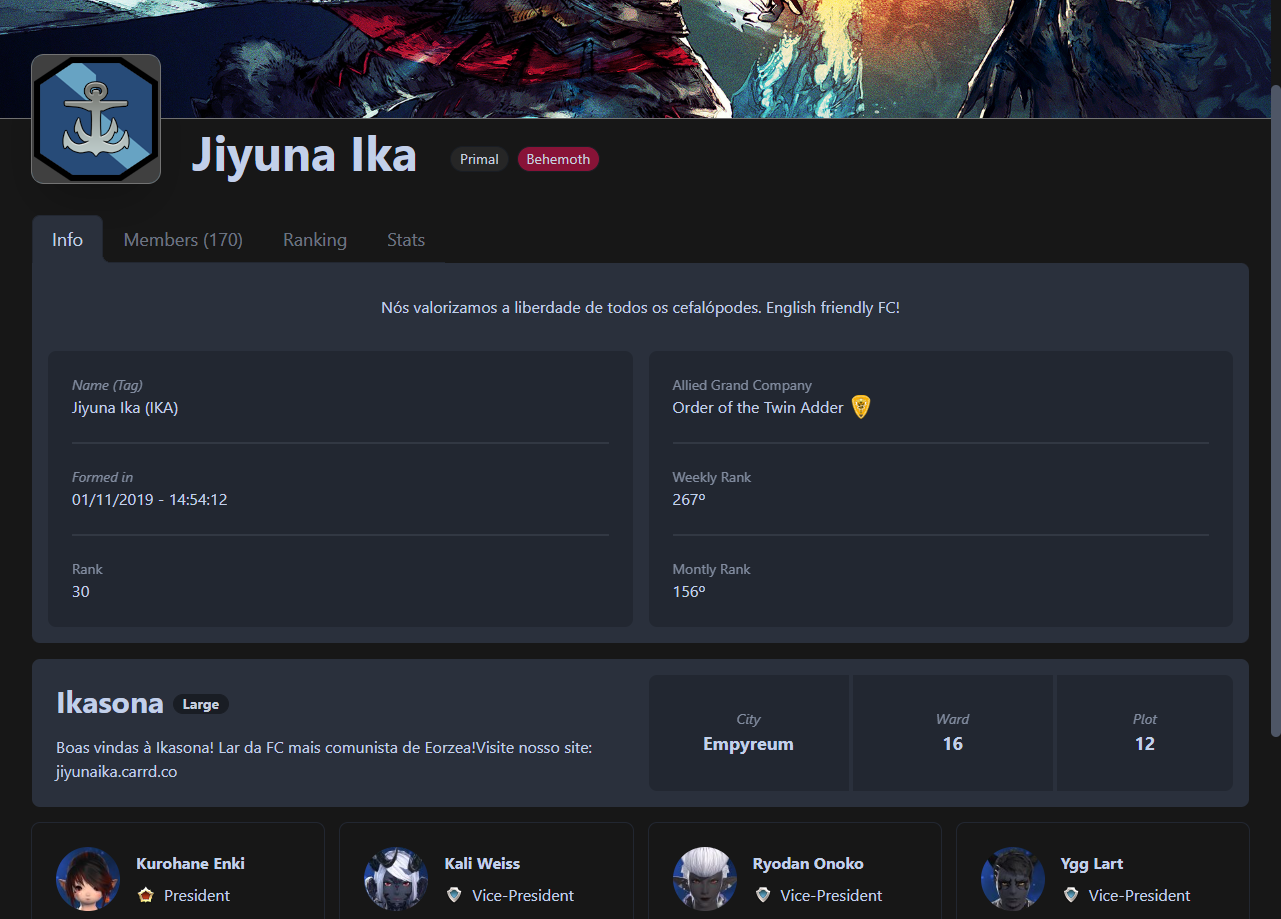 Jiyuna Ika Primal Behemoth
Info Members (170) Ranking Stats
Nós valorizamos a liberdade de todos os cefalópodes. English friendly FC!
Name (Tag)
Jiyuna Ika (IKA)
Formed in
01/11/2019 - 14:54:12
Rank
30
Allied Grand Company
Order of the Twin Adder
Weekly Rank
267º
Montly Rank
156º
Ikasona Large
Boas vindas à Ikasona! Lar da FC mais comunista de Eorzea!Visite nosso site:
jiyunaika.carrd.co
City
Empyreum
Ward
16
Plot
12
Kurohane Enki
President
Kali Weiss
Vice-President
Ryodan Onoko
Vice-President
Ygg Lart
Vice-President